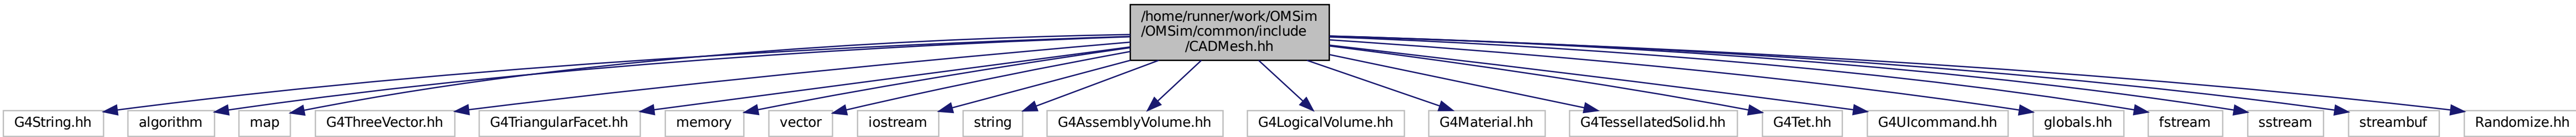 /home/runner/work/OMSim
/OMSim/common/include
/CADMesh.hh
G4String.hh
algorithm
map
G4ThreeVector.hh
G4TriangularFacet.hh
memory
vector
iostream
string
G4AssemblyVolume.hh
G4LogicalVolume.hh
G4Material.hh
G4TessellatedSolid.hh
G4Tet.hh
G4UIcommand.hh
globals.hh
fstream
sstream
streambuf
Randomize.hh